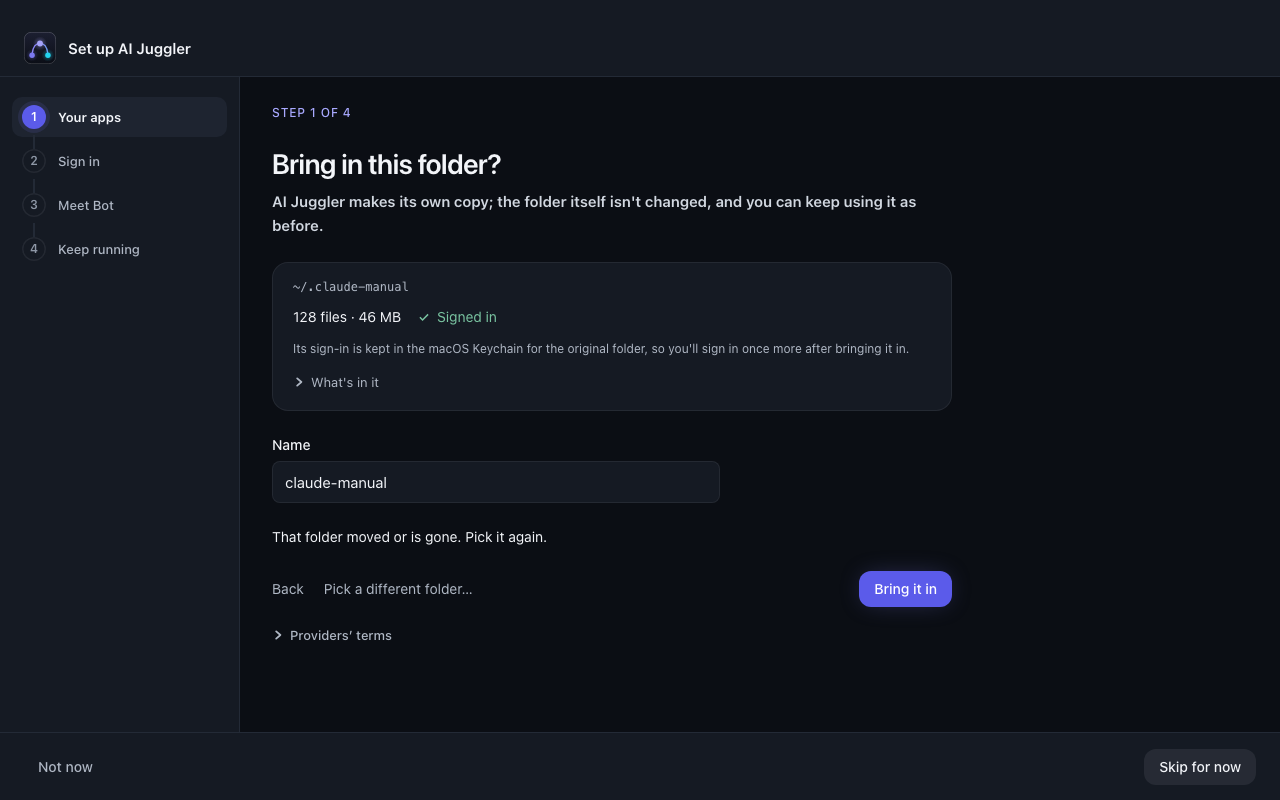 Set up AI Juggler
1 Your apps
2 Sign in
3 Meet Bot
4 Keep running
STEP 1 OF 4
Bring in this folder?
AI Juggler makes its own copy; the folder itself isn't changed, and you can keep using it as
before.
~/.claude-manual
128 files · 46 MB ✓ Signed in
Its sign-in is kept in the macOS Keychain for the original folder, so you'll sign in once more after bringing it in.
What's in it
Name
claude-manual
That folder moved or is gone. Pick it again.
Back Pick a different folder... Bring it in
Providers’ terms
Not now Skip for now